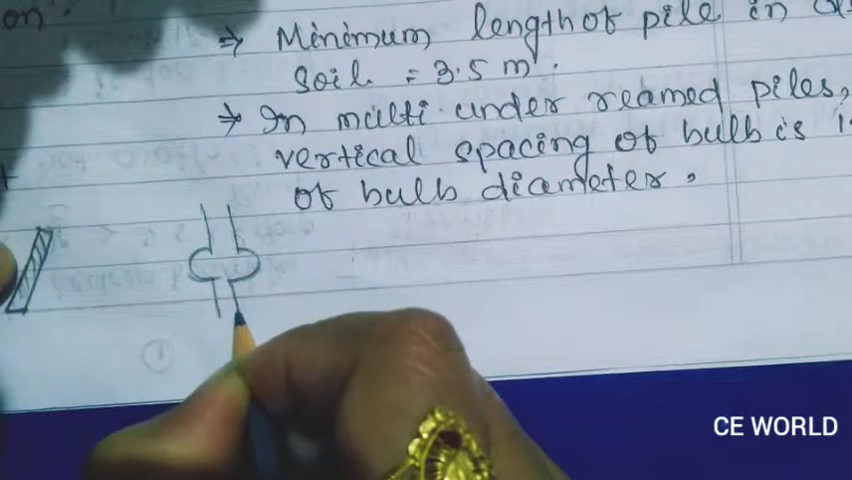 on.
⇒ Minimum length of pile in
Soil = 3.5 m.
⇒ In multi under reamed piles,
vertical spacing of bulb is
of bulb diameter,
CE WORLD